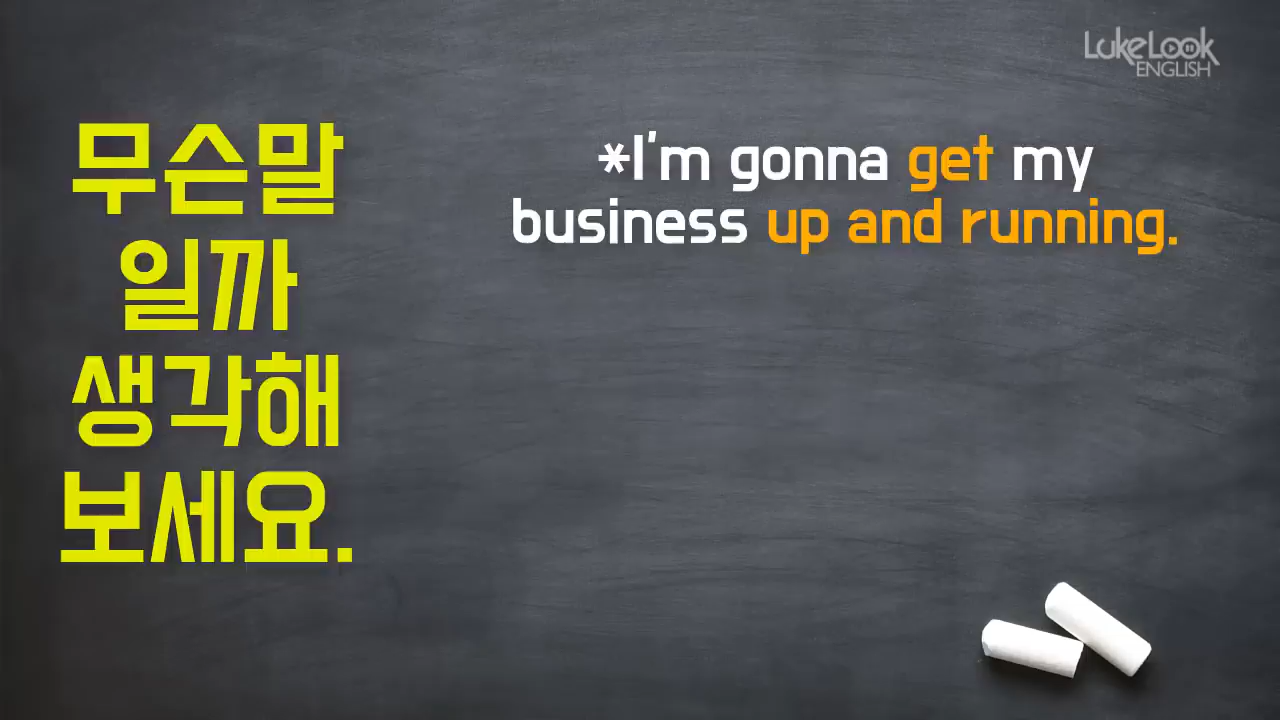 무슨말
일까
생각해
보세요.
*I'm gonna get my
business up and running.
LukeLook
ENGLISH